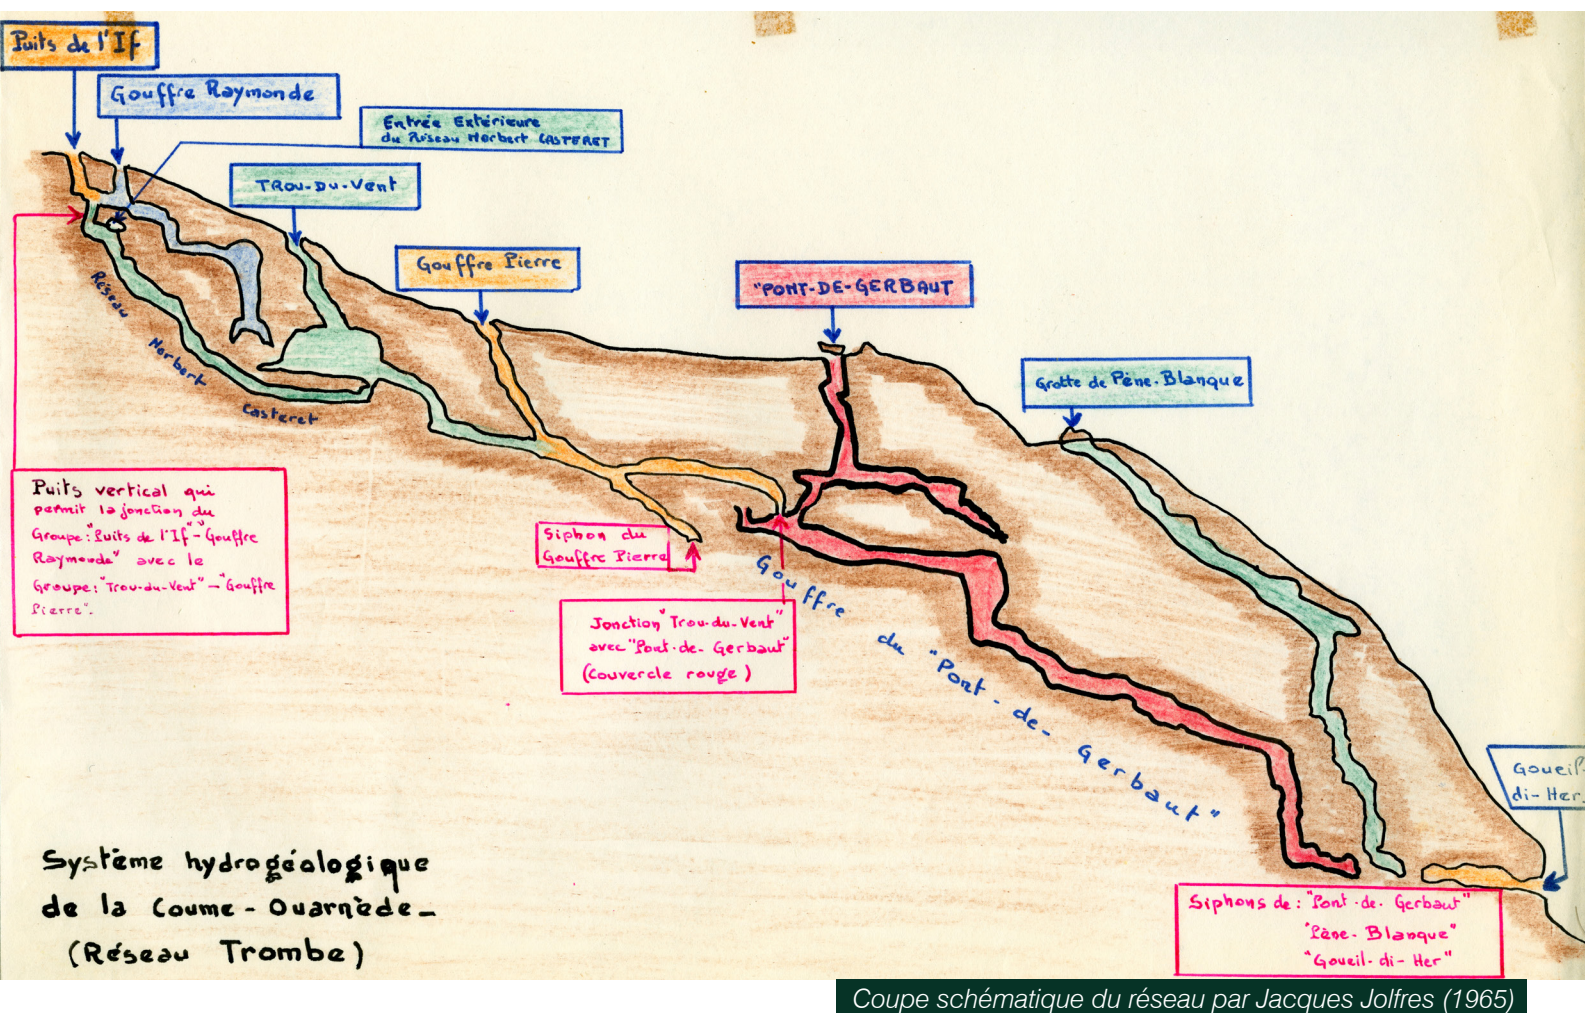 Puits de l'If
Gouffre Raymonde
Entrée Extérieure
du Réseau Norbert CASTERET
TROU-DU-VENT
Gouffre Pierre
"PONT-DE-GERBAUT
Grotte de Pène-Blanque
Goueil-
di-Her.
Réseau
Norbert
Casteret
Puits vertical qui
permit la jonction du
Groupe: "Puits de l'If"-"Gouffre
Raymonde" avec le
Groupe: "Trou-du-Vent" - "Gouffre
Pierre".
Siphon du
Gouffre Pierre
Jonction "Trou-du-Vent"
avec "Pont-de-Gerbaut"
(Couvercle rouge)
Gouffre du "Pont-de-Gerbaut"
Siphons de: "Pont-de-Gerbaut"
"Pène-Blanque"
"Goueil-di-Her"
Système hydrogéologique
de la Coume-Ouarnède-
(Réseau Trombe)
Coupe schématique du réseau par Jacques Jolfres (1965)